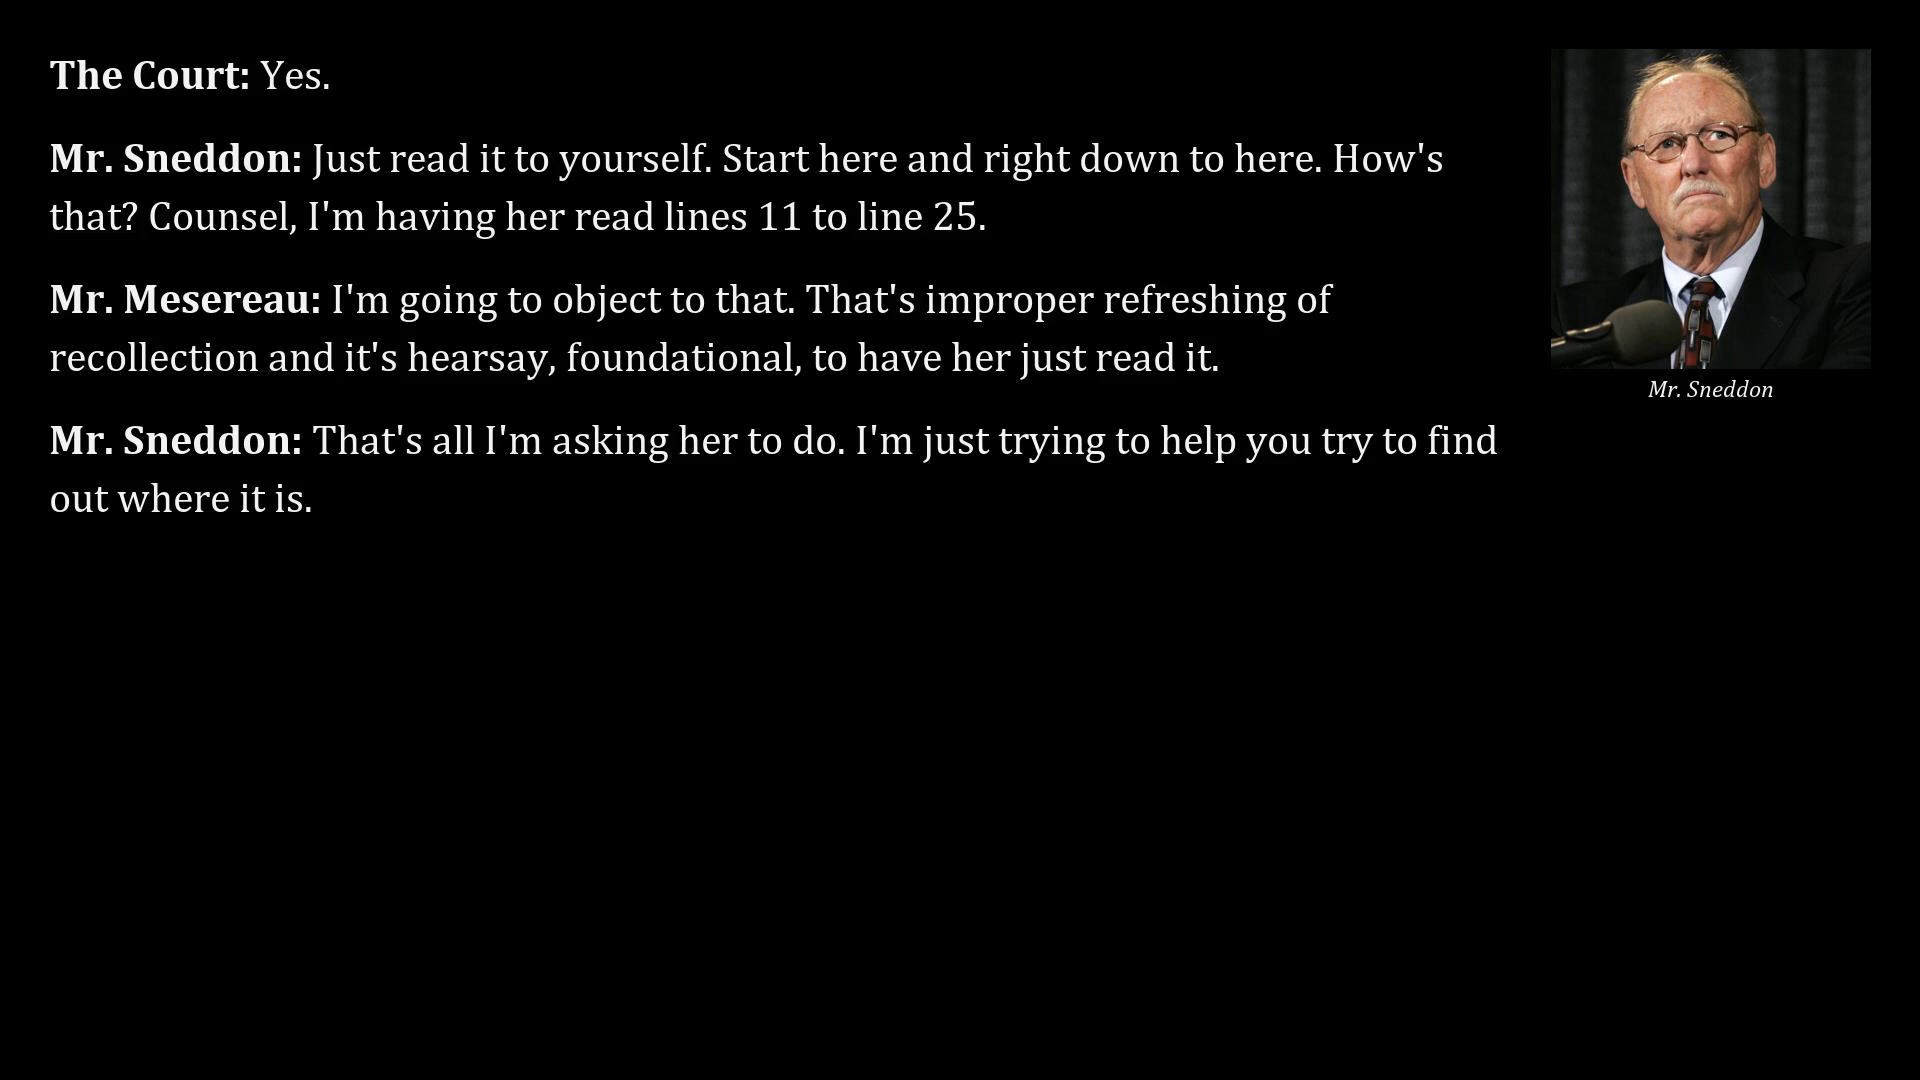 The Court: Yes.
Mr. Sneddon: Just read it to yourself. Start here and right down to here. How's
that? Counsel, I'm having her read lines 11 to line 25.
Mr. Mesereau: I'm going to object to that. That's improper refreshing of
recollection and it's hearsay, foundational, to have her just read it.
Mr. Sneddon: That's all I'm asking her to do. I'm just trying to help you try to find
out where it is.
Mr. Sneddon